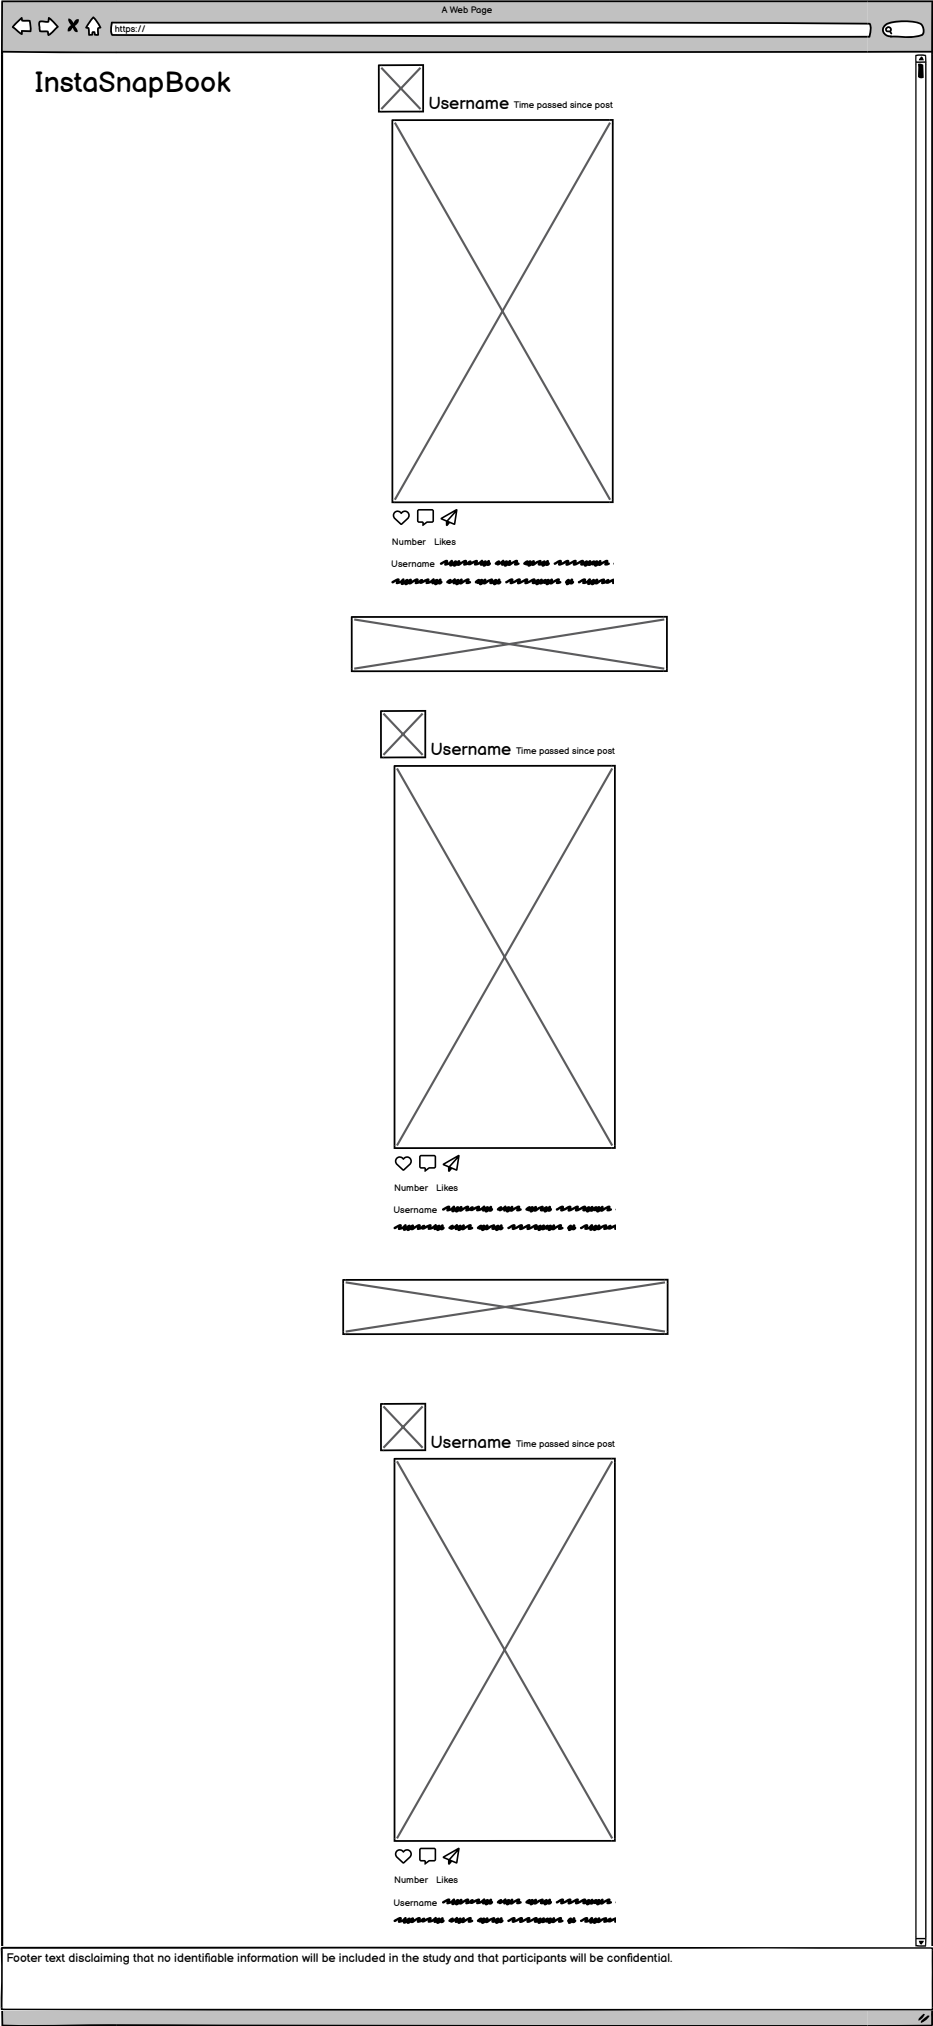 A Web Page
https://
InstaSnapBook
Username Time passed since post
Number Likes
Username
Username Time passed since post
Number Likes
Username
Username Time passed since post
Number Likes
Username
Footer text disclaiming that no identifiable information will be included in the study and that participants will be confidential.